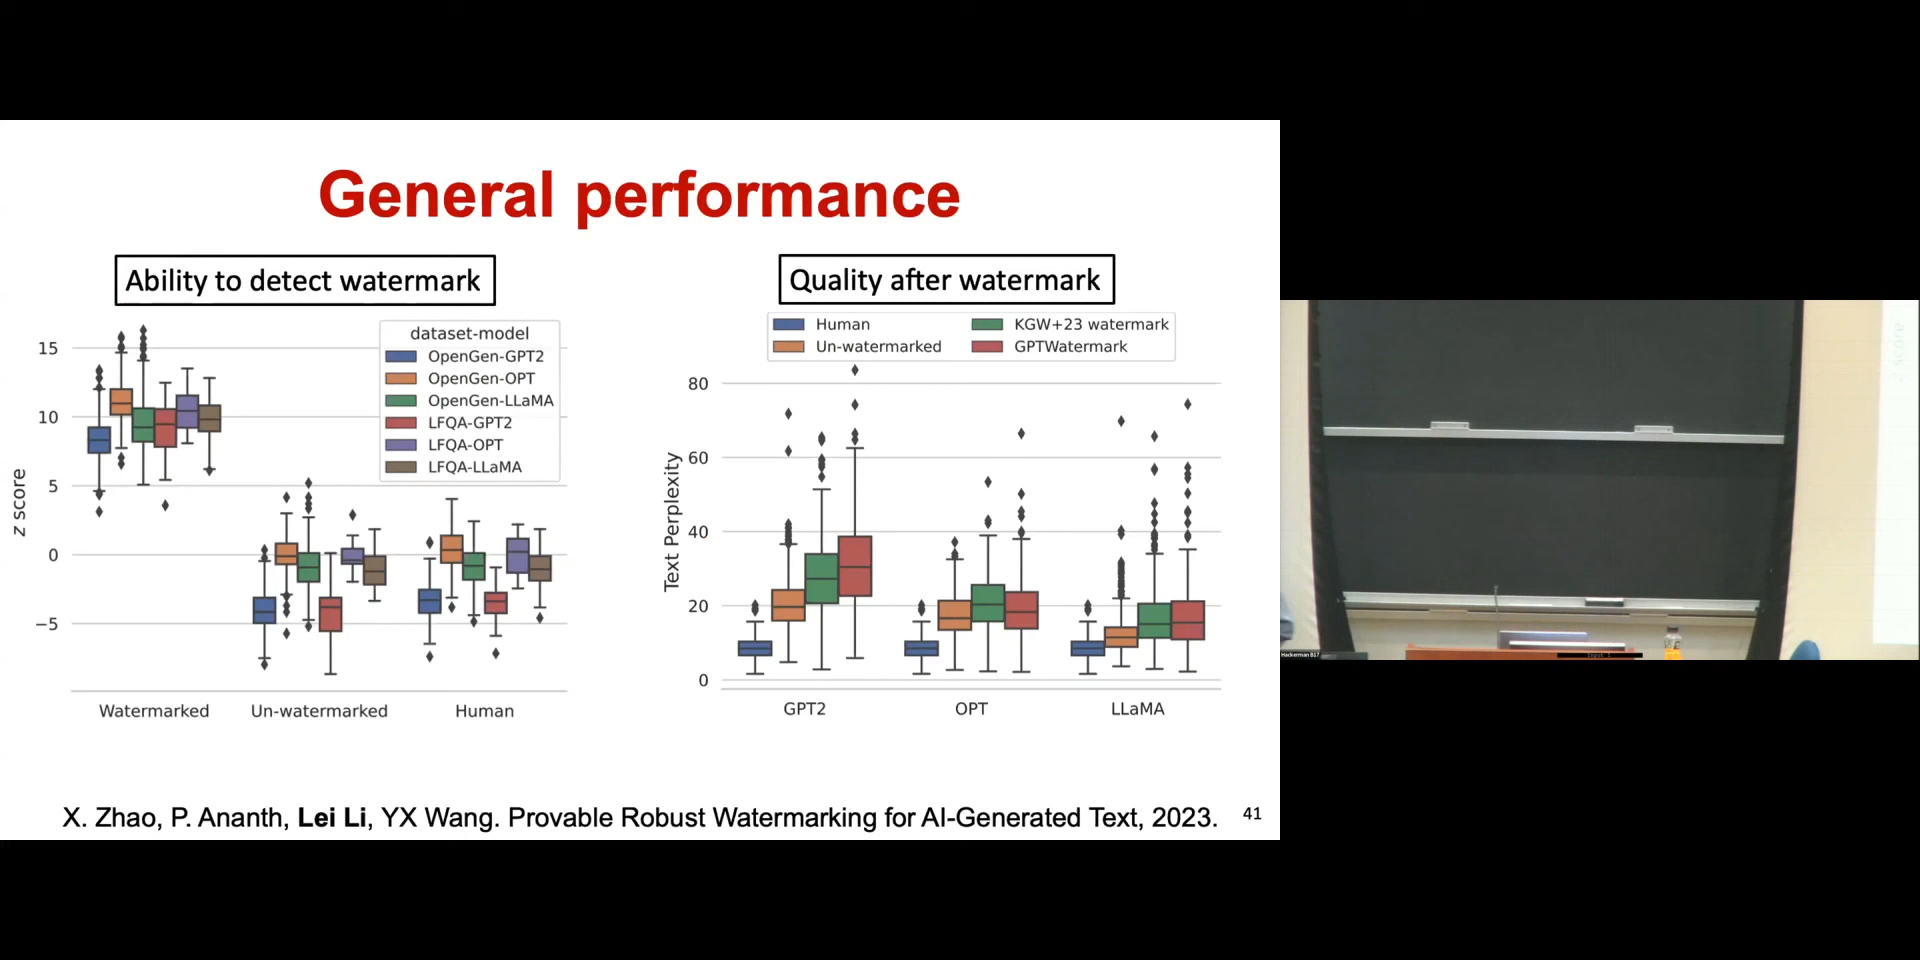 General performance
Ability to detect watermark
Quality after watermark
dataset-model
OpenGen-GPT2
OpenGen-OPT
OpenGen-LLaMA
LFQA-GPT2
LFQA-OPT
LFQA-LLaMA
15
10
5
0
−5
z score
Watermarked
Un-watermarked
Human
Human
Un-watermarked
KGW+23 watermark
GPTWatermark
80
60
40
20
0
Text Perplexity
GPT2
OPT
LLaMA
X. Zhao, P. Ananth, Lei Li, YX Wang. Provable Robust Watermarking for AI-Generated Text, 2023.
41
Hackerman B17
z score